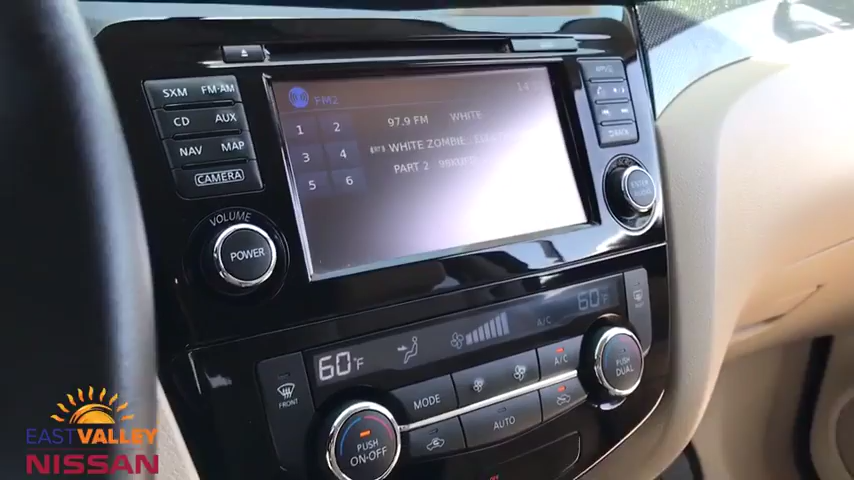 SXM FM·AM
CD AUX
NAV MAP
CAMERA
VOLUME
POWER
FM2
97.9 FM WHITE
1 2
3 4
5 6
WHITE ZOMBIE
PART 2
BACK
ENTER
60°F
A/C
60°F
FRONT
MODE
A/C
AUTO
PUSH
ON·OFF
PUSH
DUAL
EAST VALLEY
NISSAN